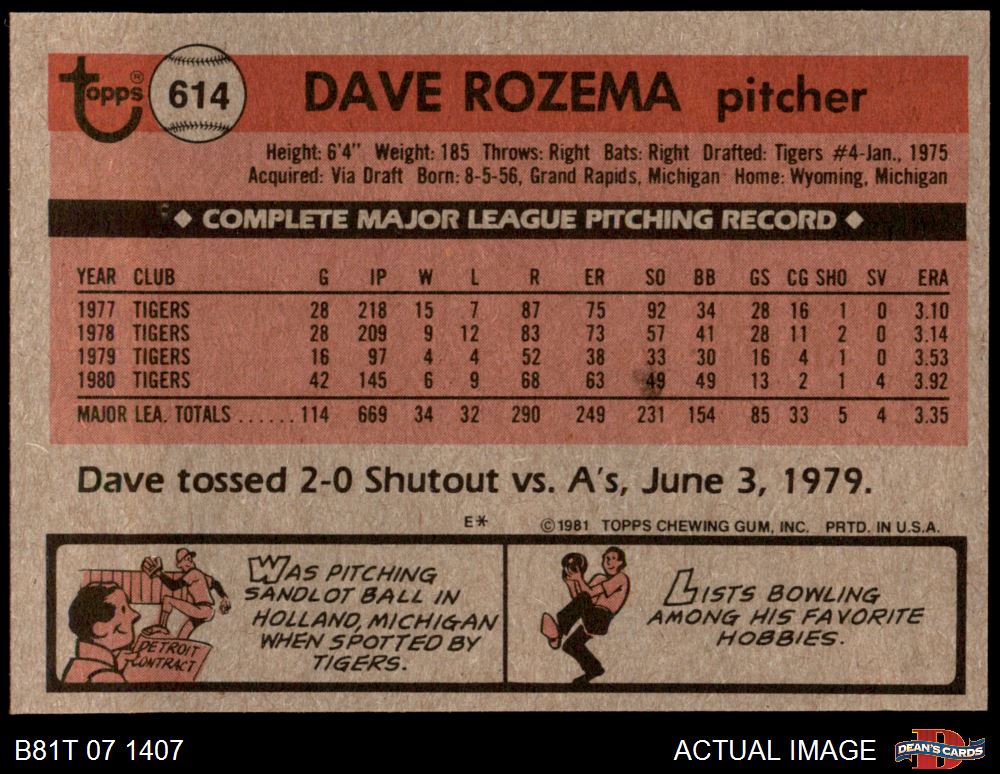 topps® 614 DAVE ROZEMA pitcher
Height: 6'4" Weight: 185 Throws: Right Bats: Right Drafted: Tigers #4-Jan., 1975
Acquired: Via Draft Born: 8-5-56, Grand Rapids, Michigan Home: Wyoming, Michigan
◆ COMPLETE MAJOR LEAGUE PITCHING RECORD ◆
YEAR CLUB G IP W L R ER SO BB GS CG SHO SV ERA
1977 TIGERS 28 218 15 7 87 75 92 34 28 16 1 0 3.10
1978 TIGERS 28 209 9 12 83 73 57 41 28 11 2 0 3.14
1979 TIGERS 16 97 4 4 52 38 33 30 16 4 1 0 3.53
1980 TIGERS 42 145 6 9 68 63 49 49 13 2 1 4 3.92
MAJOR LEA. TOTALS ...... 114 669 34 32 290 249 231 154 85 33 5 4 3.35
Dave tossed 2-0 Shutout vs. A's, June 3, 1979.
E* ©1981 TOPPS CHEWING GUM, INC. PRTD. IN U.S.A.
WAS PITCHING
SANDLOT BALL IN
HOLLAND, MICHIGAN
WHEN SPOTTED BY
TIGERS.
DETROIT
CONTRACT
LISTS BOWLING
AMONG HIS FAVORITE
HOBBIES.
B81T 07 1407 ACTUAL IMAGE DEAN'S CARDS